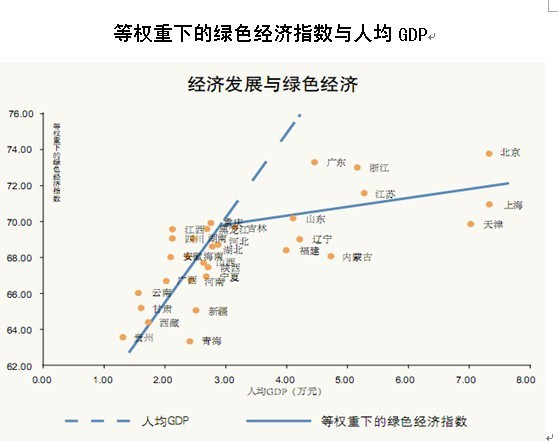 等权重下的绿色经济指数与人均 GDP
经济发展与绿色经济
等权重下的绿色经济指数
76.00
74.00
72.00
70.00
68.00
66.00
64.00
62.00
北京
广东
浙江
江苏
上海
山东
天津
重庆
江西
黑龙江
吉林
四川
湖南
河北
辽宁
湖北
福建
安徽
海南
内蒙古
陕西
广西
河南
宁夏
云南
甘肃
新疆
西藏
贵州
青海
0.00 1.00 2.00 3.00 4.00 5.00 6.00 7.00 8.00
人均GDP（万元）
人均GDP
等权重下的绿色经济指数